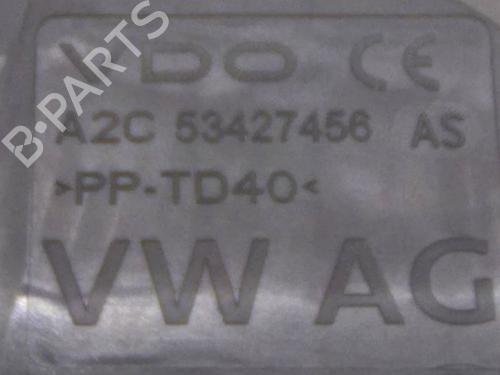 VDO CE
A2C 53427456 AS
>PP-TD40<
VW AG
B-PARTS